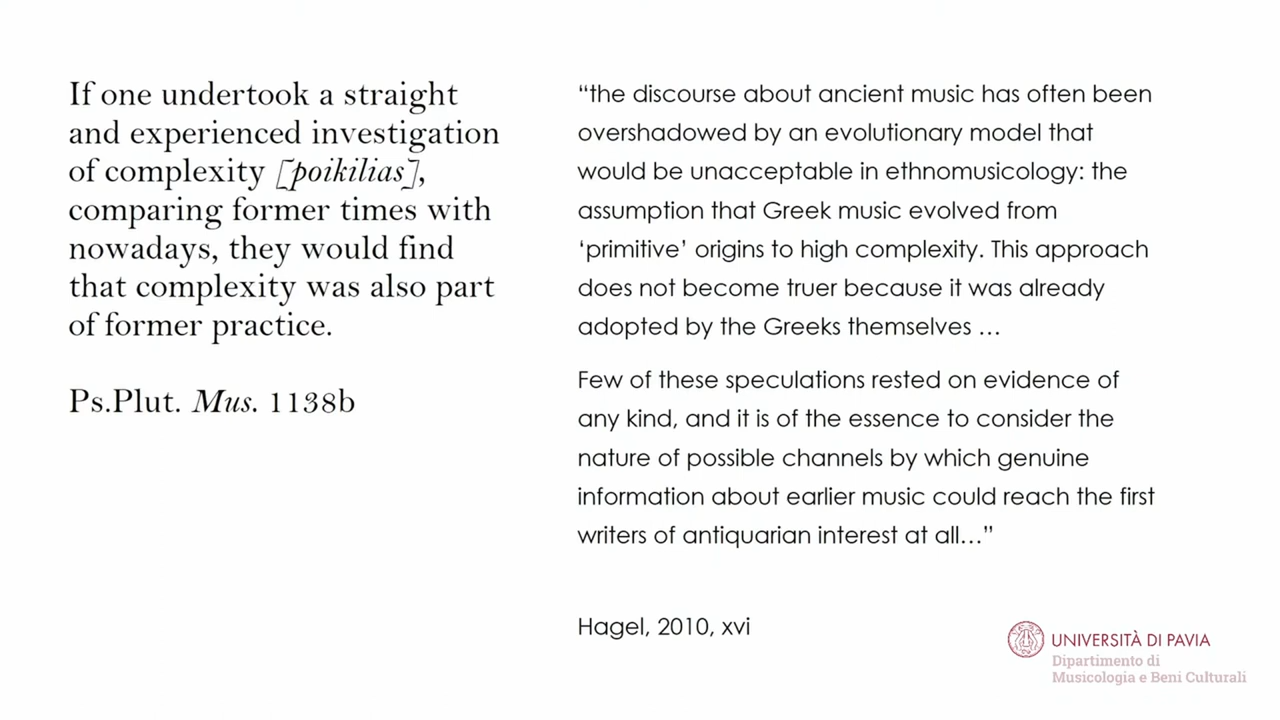 If one undertook a straight
and experienced investigation
of complexity [poikilias],
comparing former times with
nowadays, they would find
that complexity was also part
of former practice.
Ps.Plut. Mus. 1138b
“the discourse about ancient music has often been
overshadowed by an evolutionary model that
would be unacceptable in ethnomusicology: the
assumption that Greek music evolved from
‘primitive’ origins to high complexity. This approach
does not become truer because it was already
adopted by the Greeks themselves …
Few of these speculations rested on evidence of
any kind, and it is of the essence to consider the
nature of possible channels by which genuine
information about earlier music could reach the first
writers of antiquarian interest at all…”
Hagel, 2010, xvi
UNIVERSITÀ DI PAVIA
Dipartimento di
Musicologia e Beni Culturali